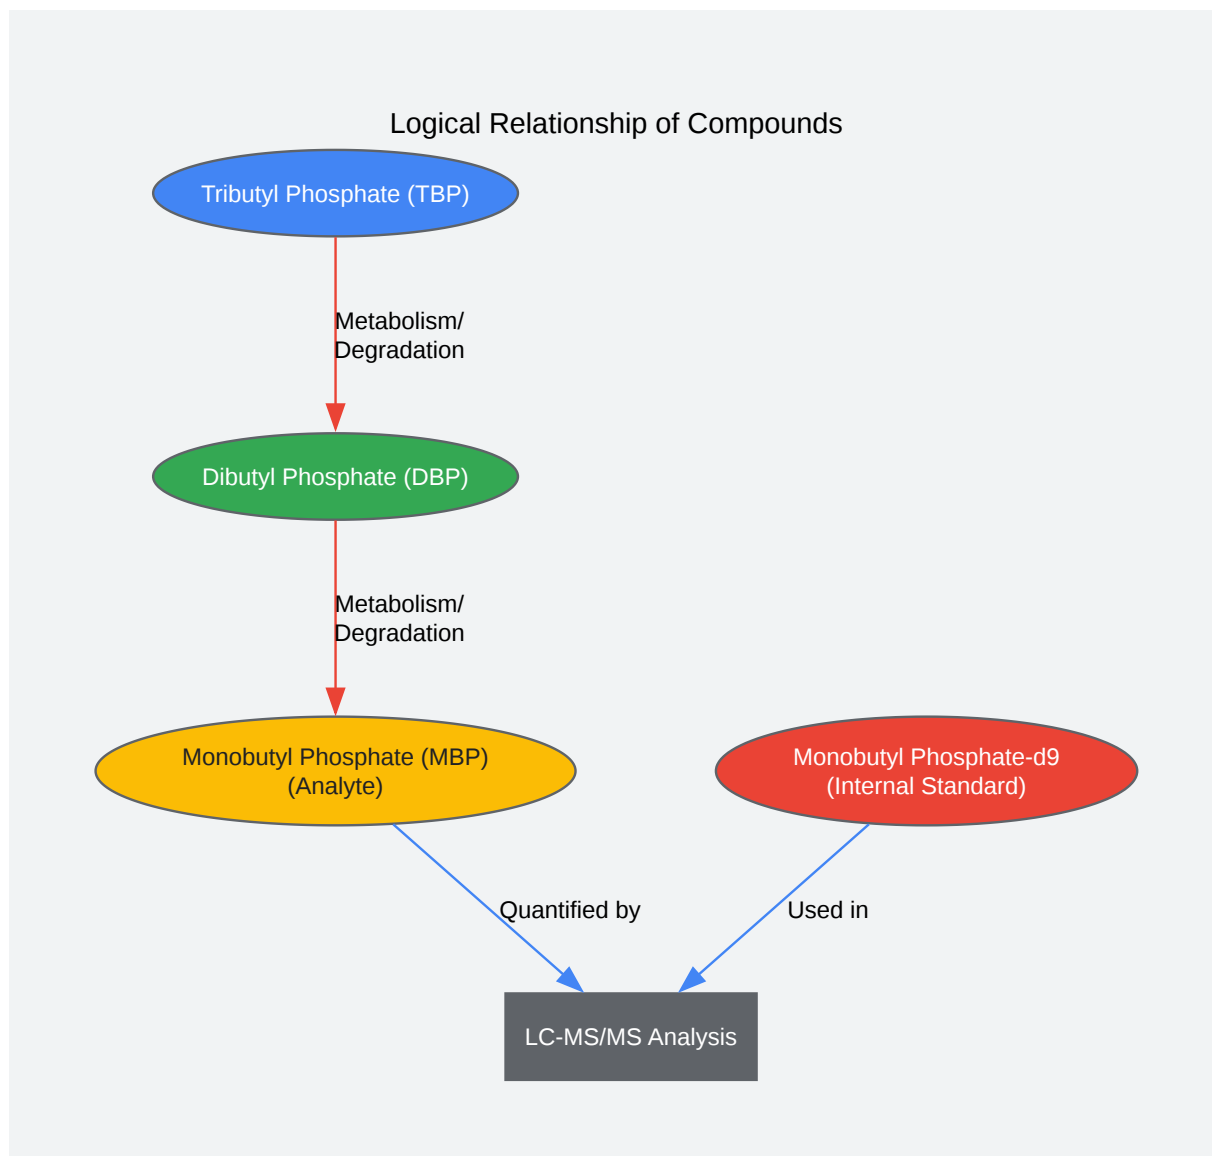 Logical Relationship of Compounds
Tributyl Phosphate (TBP)
Metabolism/
Degradation
Dibutyl Phosphate (DBP)
Metabolism/
Degradation
Monobutyl Phosphate (MBP)
(Analyte)
Monobutyl Phosphate-d9
(Internal Standard)
Quantified by
Used in
LC-MS/MS Analysis